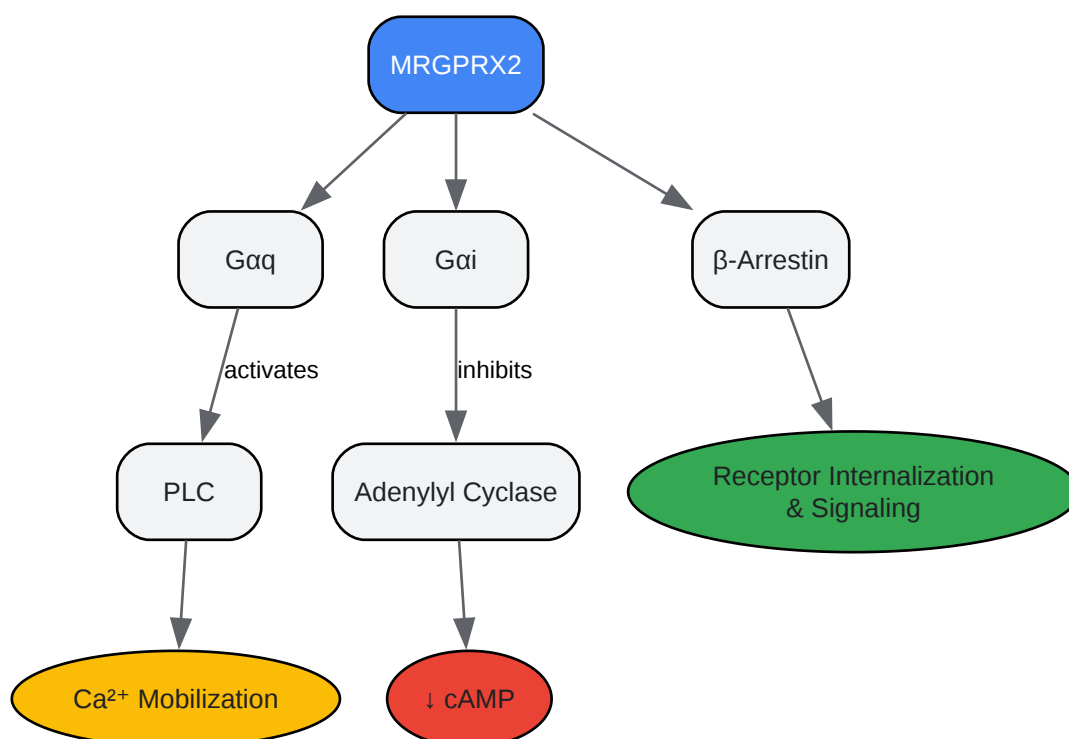 MRGPRX2
Gαq
Gαi
β-Arrestin
activates
inhibits
PLC
Adenylyl Cyclase
Receptor Internalization
& Signaling
Ca²⁺ Mobilization
↓ cAMP